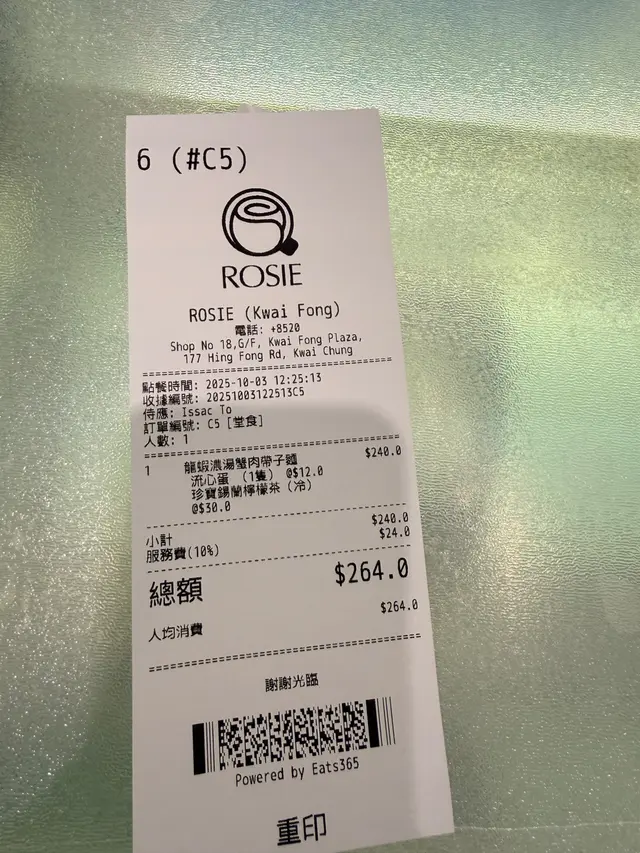 6 (#C5)
ROSIE
ROSIE (Kwai Fong)
電話: +8520
Shop No 18,G/F, Kwai Fong Plaza,
177 Hing Fong Rd, Kwai Chung
點餐時間: 2025-10-03 12:25:13
收據編號: 20251003122513C5
侍應: Issac To
訂單編號: C5 [堂食]
人數: 1
1 龍蝦濃湯蟹肉帶子麵 $240.0
流心蛋 (1隻) @$12.0
珍寶錫蘭檸檬茶 (冷)
@$30.0
小計 $240.0
服務費(10%) $24.0
總額 $264.0
人均消費 $264.0
謝謝光臨
Powered by Eats365
重印